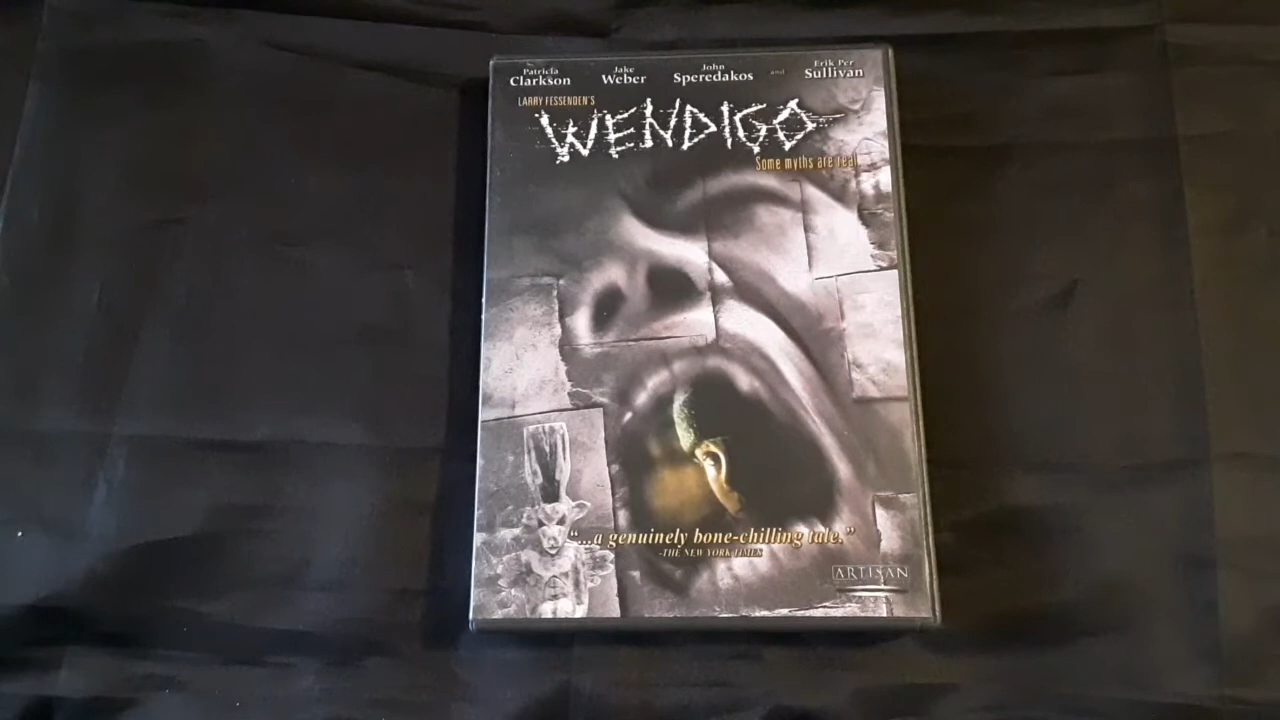 Patricia Clarkson
Jake Weber
John Speredakos
and
Erik Per Sullivan
LARRY FESSENDEN'S
WENDIGO
Some myths are real
"...a genuinely bone-chilling tale."
-THE NEW YORK TIMES
ARTISAN